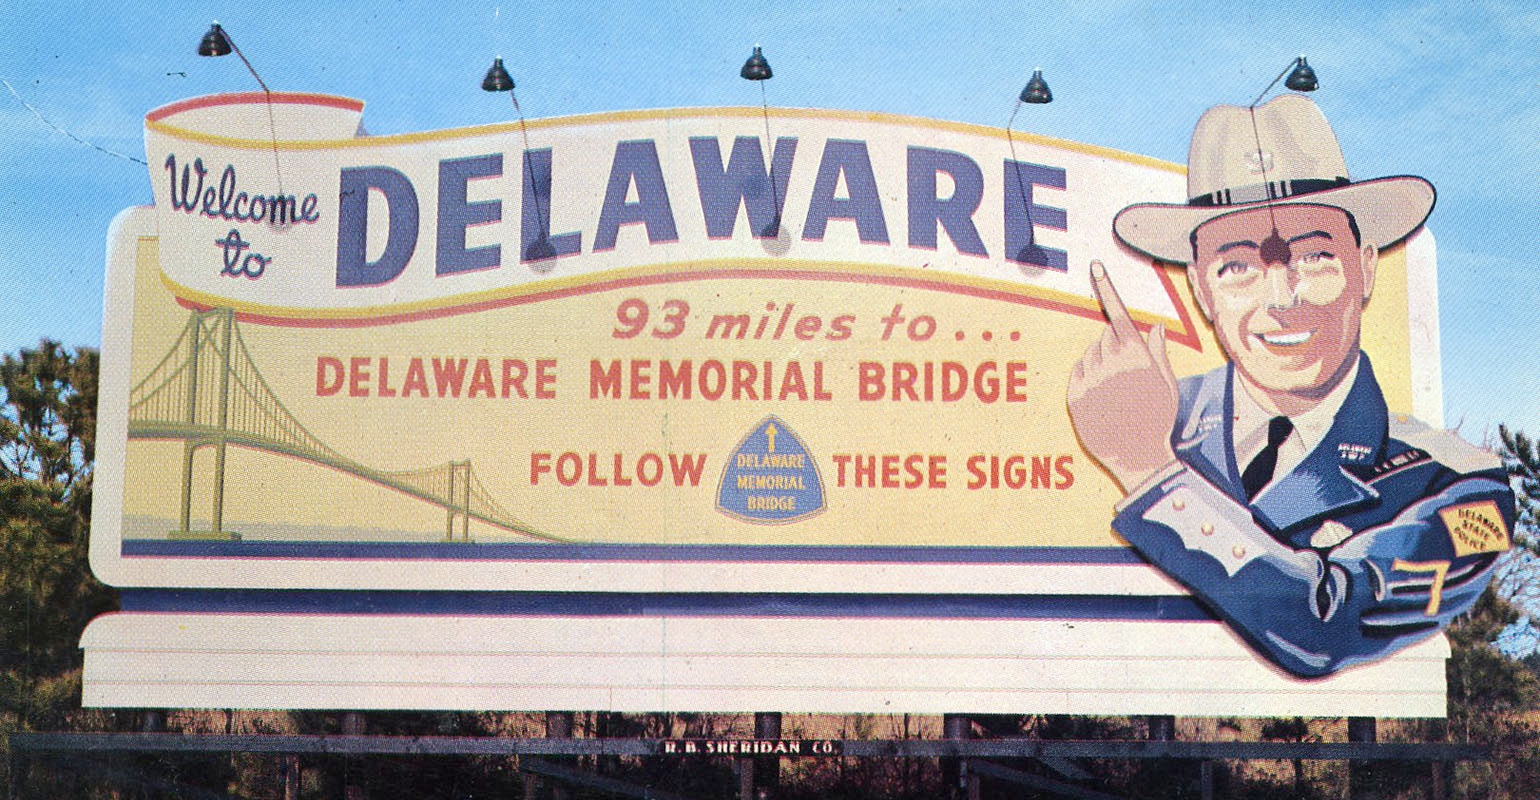 Welcome
to
DELAWARE
93 miles to...
DELAWARE MEMORIAL BRIDGE
FOLLOW
DELAWARE
MEMORIAL
BRIDGE
THESE SIGNS
DELAWARE
STATE
POLICE
7
R. B. SHERIDAN CO.